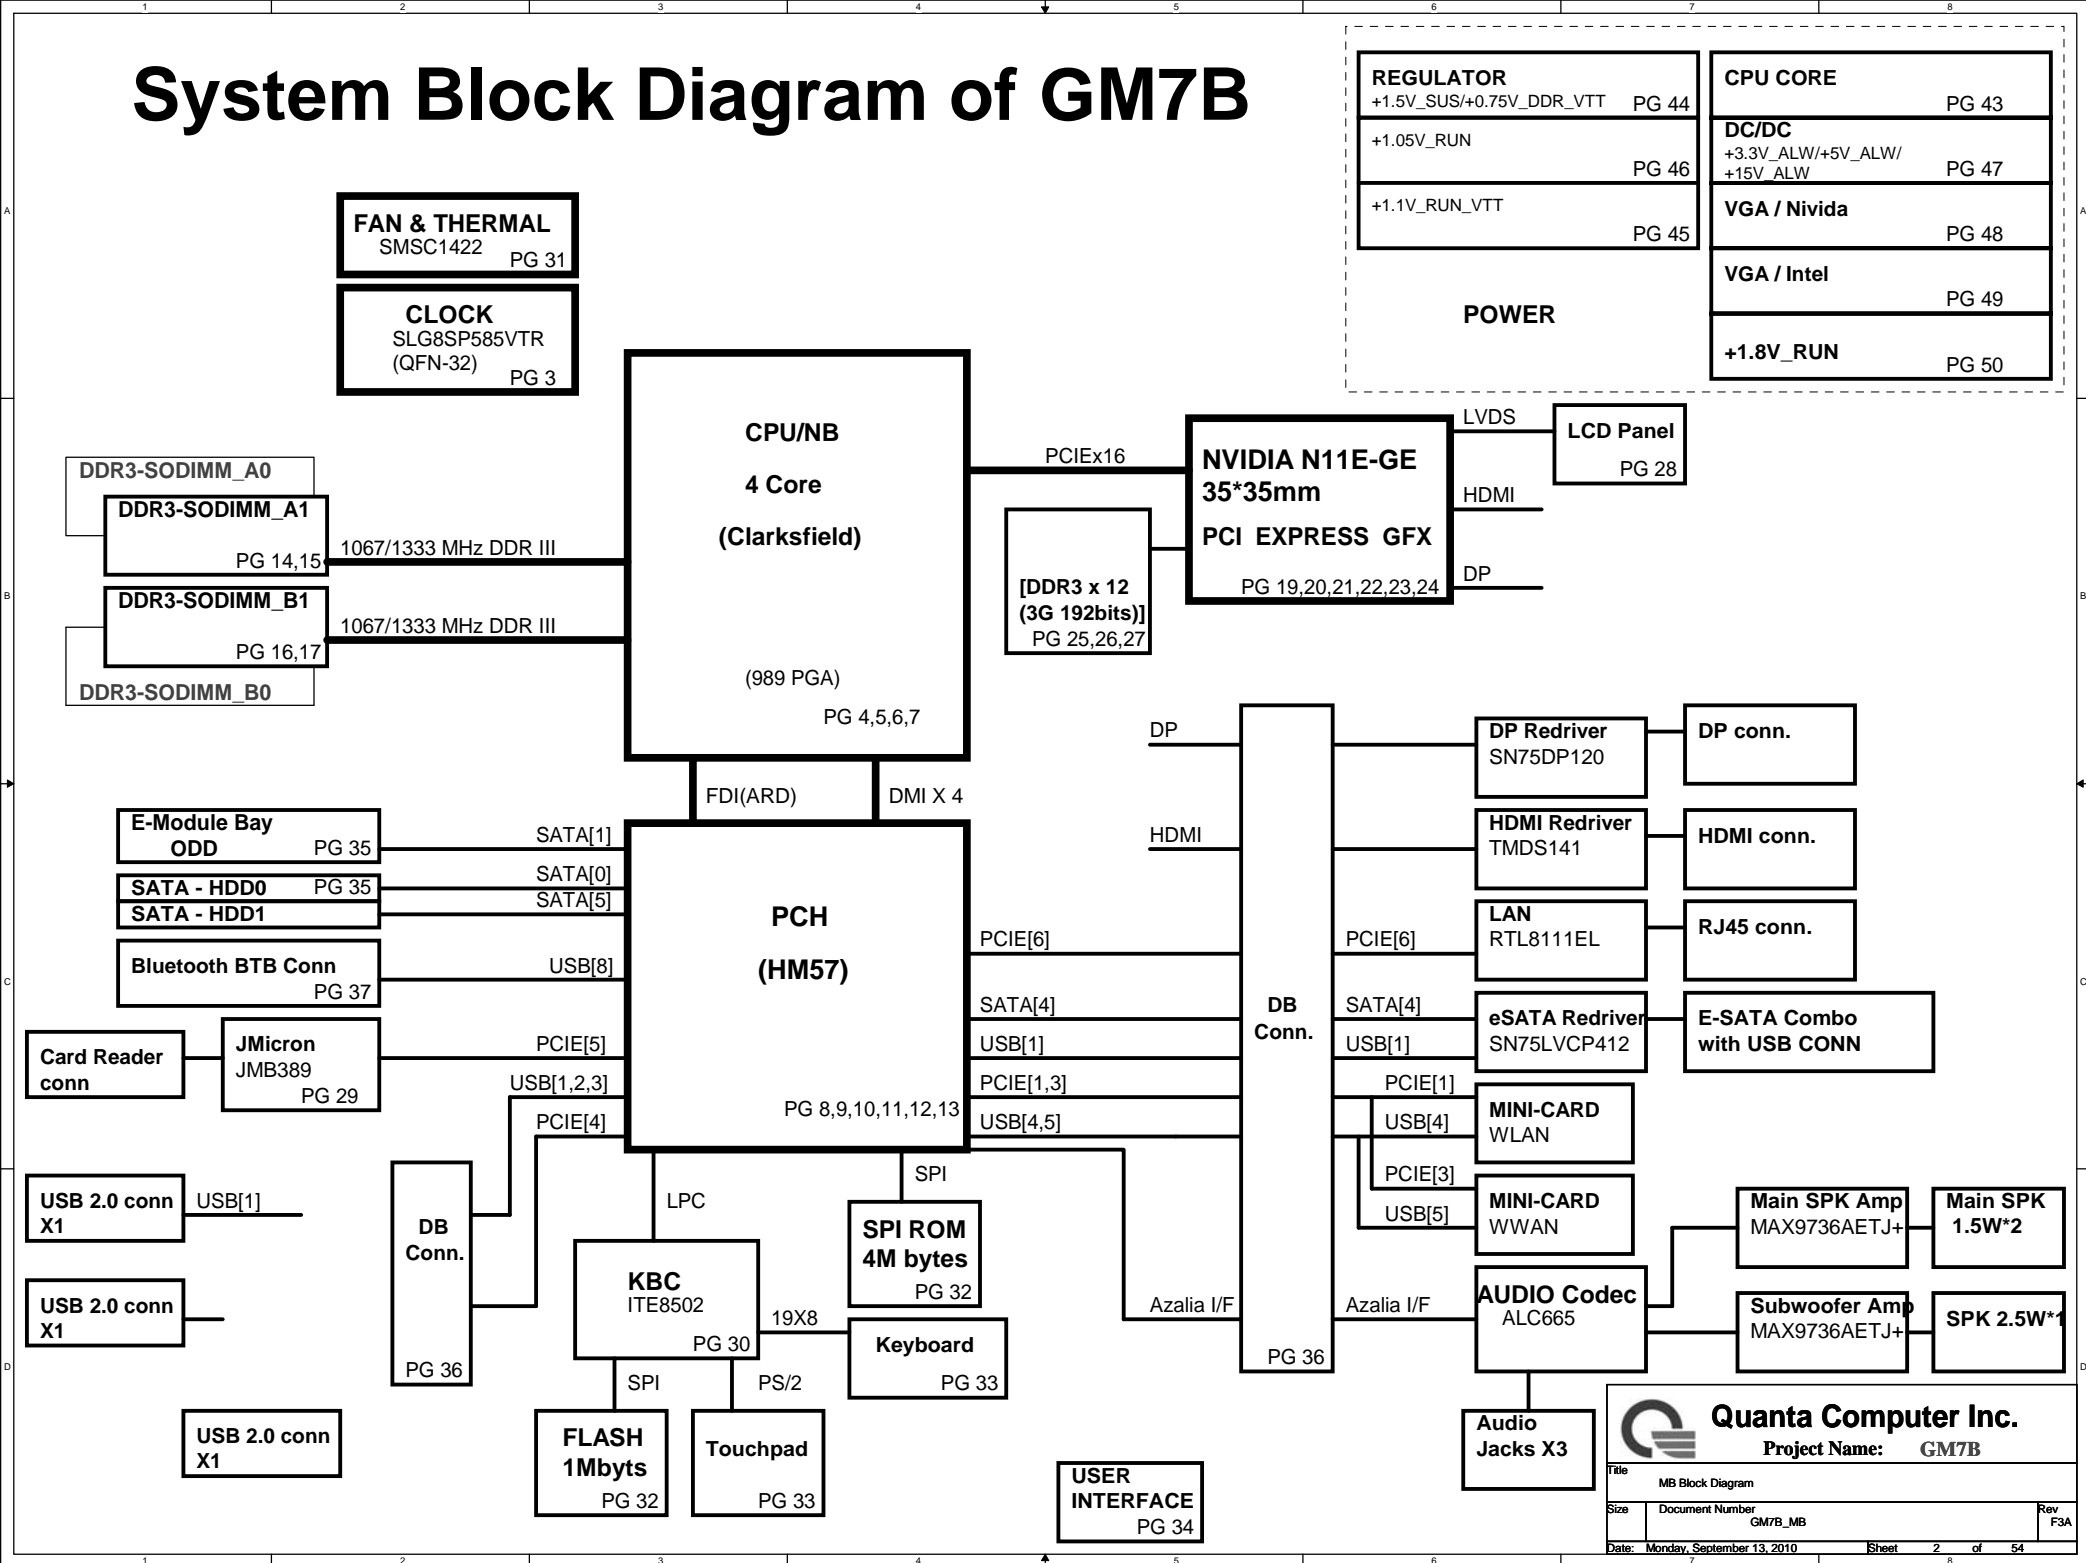 System Block Diagram of GM7B
REGULATOR
+1.5V_SUS/+0.75V_DDR_VTT PG 44
+1.05V_RUN
PG 46
+1.1V_RUN_VTT
PG 45
CPU CORE
PG 43
DC/DC
+3.3V_ALW/+5V_ALW/
+15V_ALW PG 47
VGA / Nivida
PG 48
VGA / Intel
PG 49
+1.8V_RUN
PG 50
POWER
FAN & THERMAL
SMSC1422
PG 31
CLOCK
SLG8SP585VTR
(QFN-32)
PG 3
CPU/NB
4 Core
(Clarksfield)
(989 PGA)
PG 4,5,6,7
DDR3-SODIMM_A0
DDR3-SODIMM_A1
PG 14,15
1067/1333 MHz DDR III
DDR3-SODIMM_B1
PG 16,17
1067/1333 MHz DDR III
DDR3-SODIMM_B0
PCIEx16
NVIDIA N11E-GE
35*35mm
PCI EXPRESS GFX
PG 19,20,21,22,23,24
[DDR3 x 12
(3G 192bits)]
PG 25,26,27
LVDS
LCD Panel
PG 28
HDMI
DP
FDI(ARD)
DMI X 4
PCH
(HM57)
PG 8,9,10,11,12,13
E-Module Bay
ODD PG 35
SATA[1]
SATA - HDD0 PG 35
SATA[0]
SATA - HDD1
SATA[5]
Bluetooth BTB Conn
PG 37
USB[8]
Card Reader
conn
JMicron
JMB389
PG 29
PCIE[5]
USB[1,2,3]
PCIE[4]
DB
Conn.
PG 36
USB 2.0 conn
X1
USB[1]
USB 2.0 conn
X1
USB 2.0 conn
X1
LPC
KBC
ITE8502
PG 30
SPI
SPI ROM
4M bytes
PG 32
19X8
Keyboard
PG 33
SPI
FLASH
1Mbyts
PG 32
PS/2
Touchpad
PG 33
USER
INTERFACE
PG 34
DP
HDMI
PCIE[6]
SATA[4]
USB[1]
PCIE[1,3]
USB[4,5]
Azalia I/F
DB
Conn.
PG 36
DP Redriver
SN75DP120
DP conn.
HDMI Redriver
TMDS141
HDMI conn.
PCIE[6]
LAN
RTL8111EL
RJ45 conn.
SATA[4]
USB[1]
eSATA Redriver
SN75LVCP412
E-SATA Combo
with USB CONN
PCIE[1]
USB[4]
MINI-CARD
WLAN
PCIE[3]
USB[5]
MINI-CARD
WWAN
Azalia I/F
AUDIO Codec
ALC665
Main SPK Amp
MAX9736AETJ+
Main SPK
1.5W*2
Subwoofer Amp
MAX9736AETJ+
SPK 2.5W*1
Audio
Jacks X3
Quanta Computer Inc.
Project Name: GM7B
Title
MB Block Diagram
Size Document Number Rev
GM7B_MB F3A
Date: Monday, September 13, 2010 Sheet 2 of 54
1 2 3 4 5 6 7 8
1 2 3 4 5 6 7 8
A A
B B
C C
D D